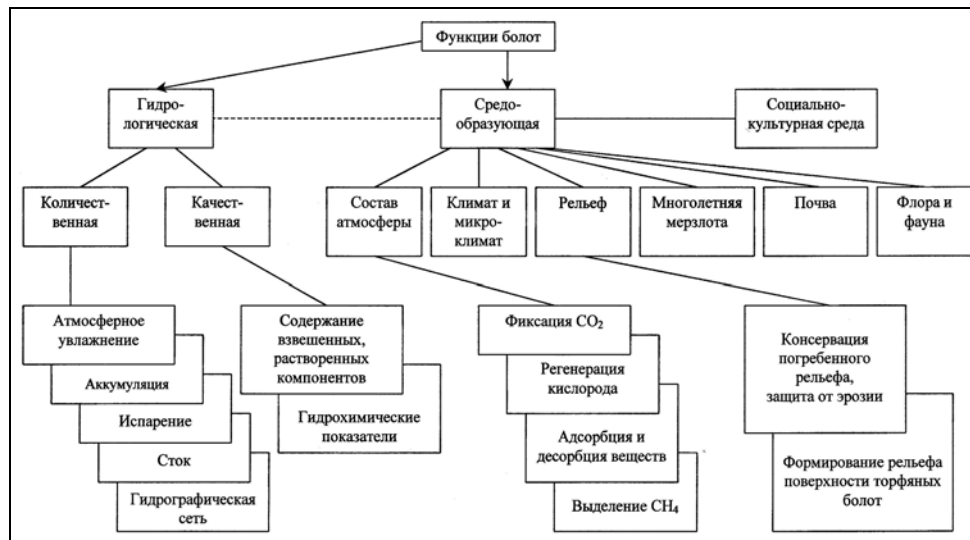 Функции болот
Гидро-
логическая
Средо-
образующая
Социально-
культурная среда
Количест-
венная
Качест-
венная
Состав
атмосферы
Климат и
микро-
климат
Рельеф
Многолетняя
мерзлота
Почва
Флора и
фауна
Атмосферное
увлажнение
Аккумуляция
Испарение
Сток
Гидрографическая
сеть
Содержание
взвешенных,
растворенных
компонентов
Гидрохимические
показатели
Фиксация CO₂
Регенерация
кислорода
Адсорбция и
десорбция веществ
Выделение CH₄
Консервация
погребенного
рельефа,
защита от эрозии
Формирование рельефа
поверхности торфяных
болот